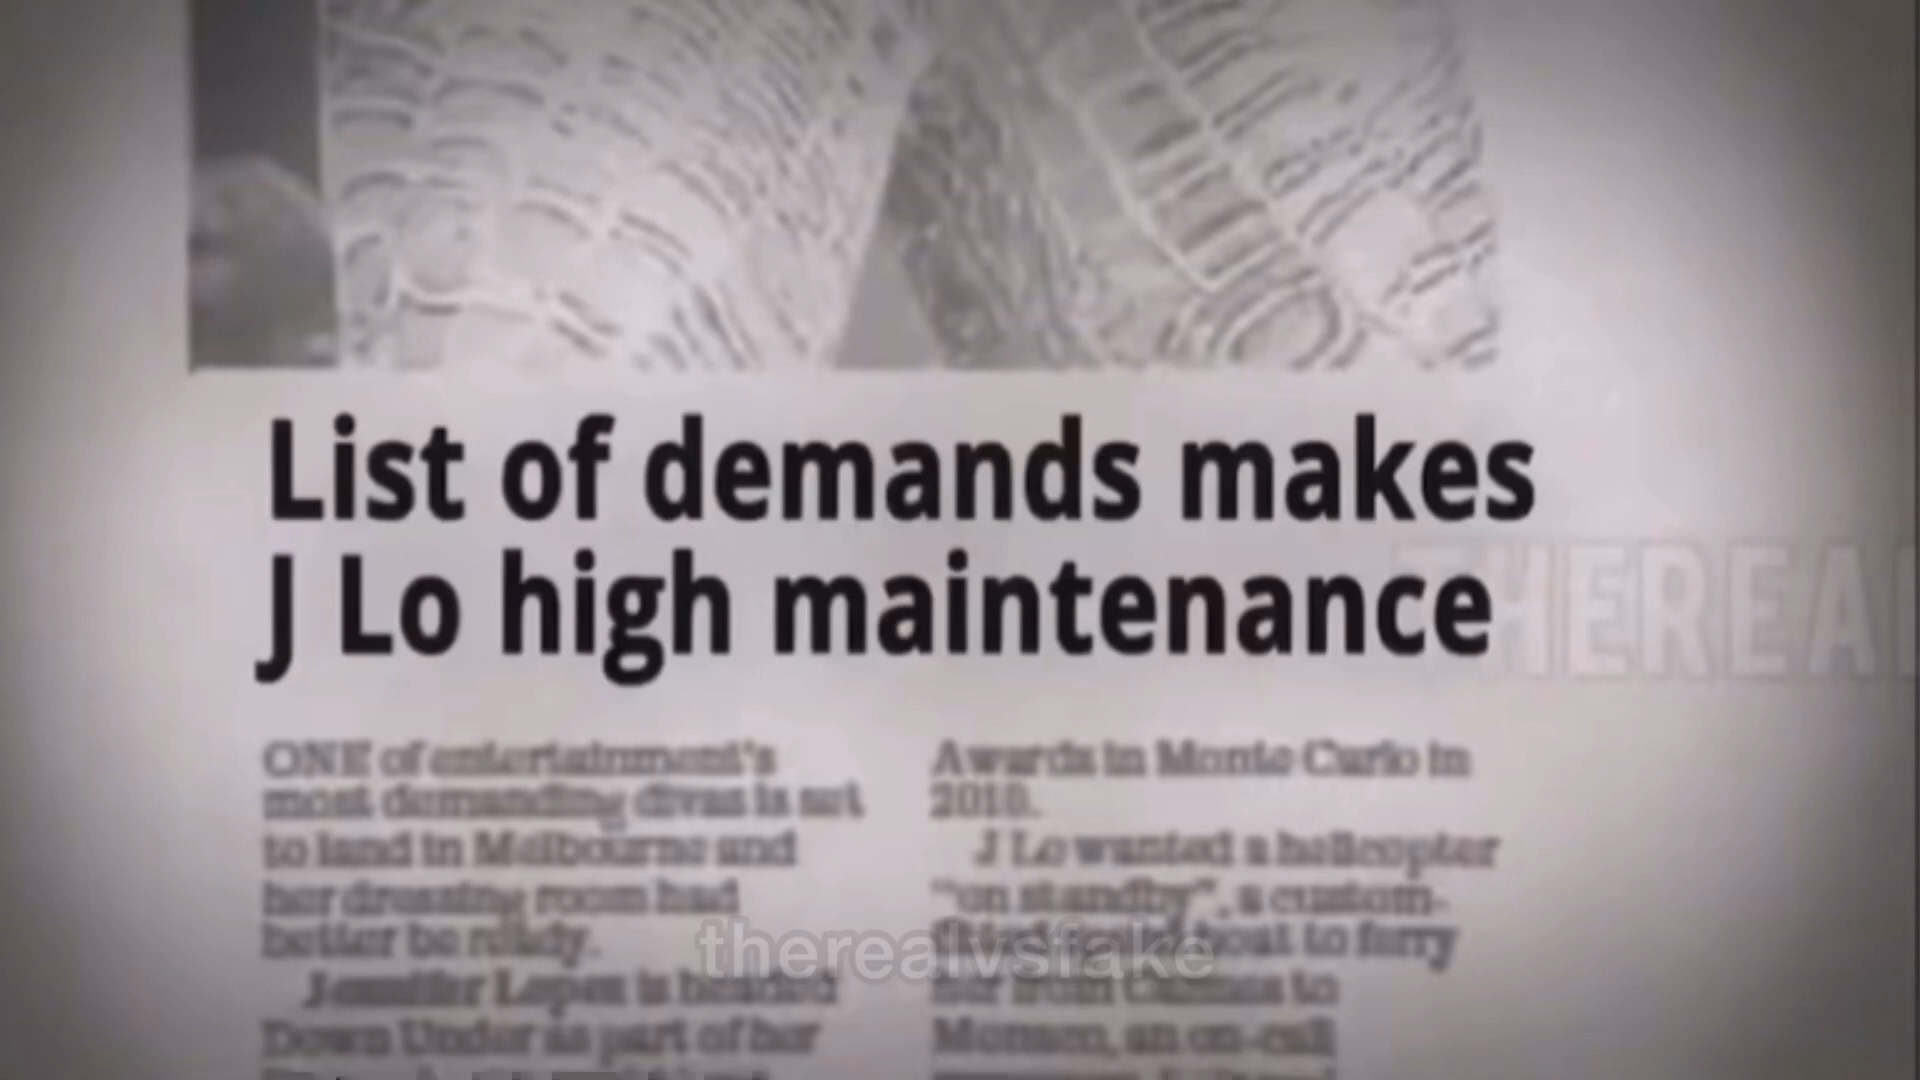 List of demands makes
J Lo high maintenance
THEREAL
ONE of entertainment's
most demanding divas is set
to land in Melbourne and
her dressing room had
better be ready.
Jennifer Lopez is headed
Down Under as part of her
Awards in Monte Carlo in
2010.
J Lo wanted a helicopter
"on standby", a custom-
boat to ferry
her from Cannes to
Monaco, an on-call
therealvsfake